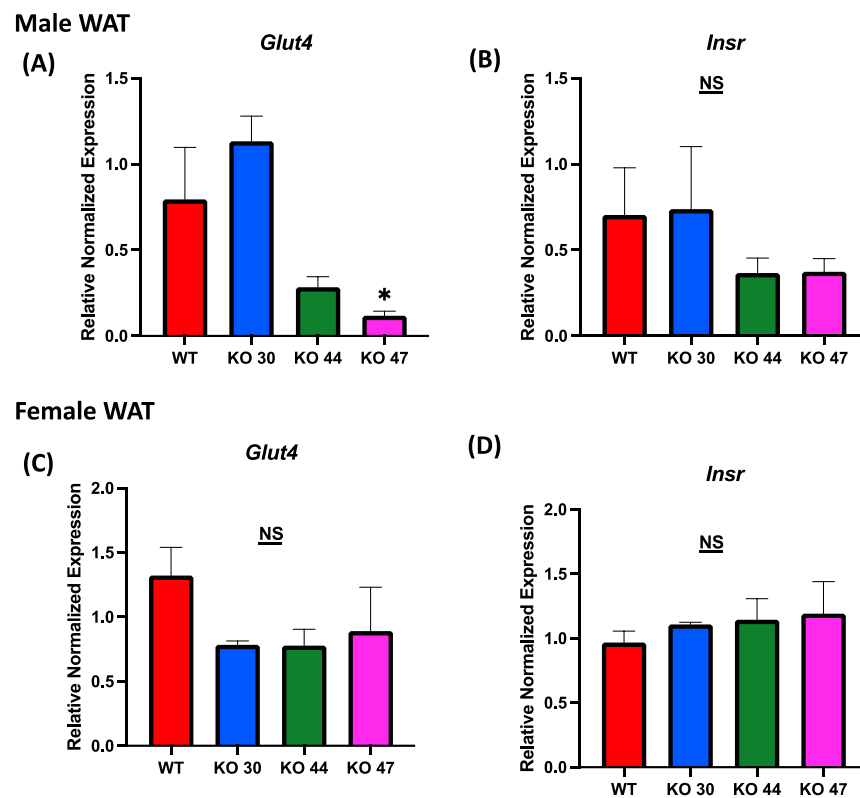 Male WAT
(A)
Glut4
Relative Normalized Expression
1.5
1.0
0.5
0.0
*
WT KO 30 KO 44 KO 47
(B)
Insr
NS
Relative Normalized Expression
1.5
1.0
0.5
0.0
WT KO 30 KO 44 KO 47
Female WAT
(C)
Glut4
NS
Relative Normalized Expression
2.0
1.5
1.0
0.5
0.0
WT KO 30 KO 44 KO 47
(D)
Insr
NS
Relative Normalized Expression
2.0
1.5
1.0
0.5
0.0
WT KO 30 KO 44 KO 47